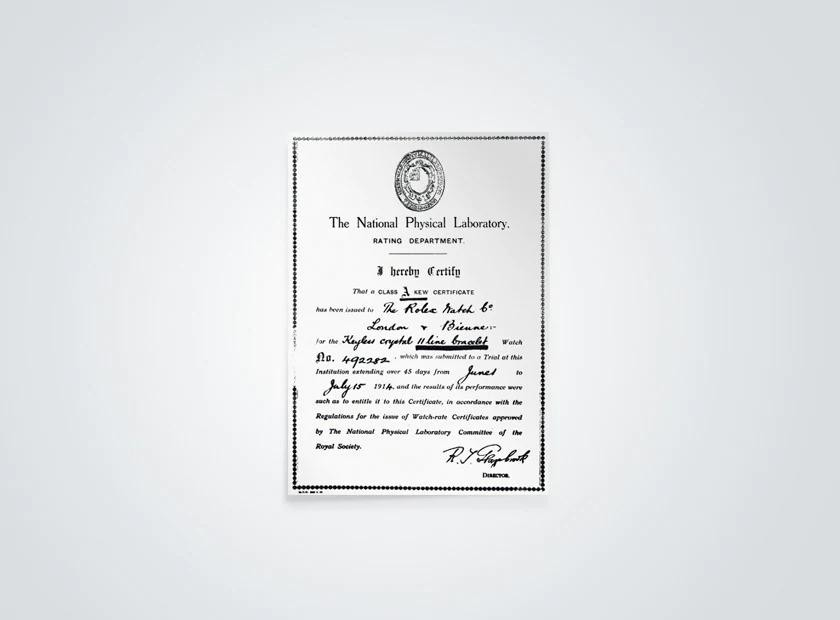 The National Physical Laboratory.
RATING DEPARTMENT.
I hereby Certify
That a CLASS A KEW CERTIFICATE
has been issued to The Rolex Watch Co.
London & Bienne:-
for the Keyless crystal 11 line bracelet Watch
No. 492282, which was submitted to a Trial at this
Institution extending over 45 days from June 1 to
July 15 1914, and the results of its performance were
such as to entitle it to this Certificate, in accordance with the
Regulations for the issue of Watch-rate Certificates approved
by The National Physical Laboratory Committee of the
Royal Society.
R. T. Glazebrook
DIRECTOR.